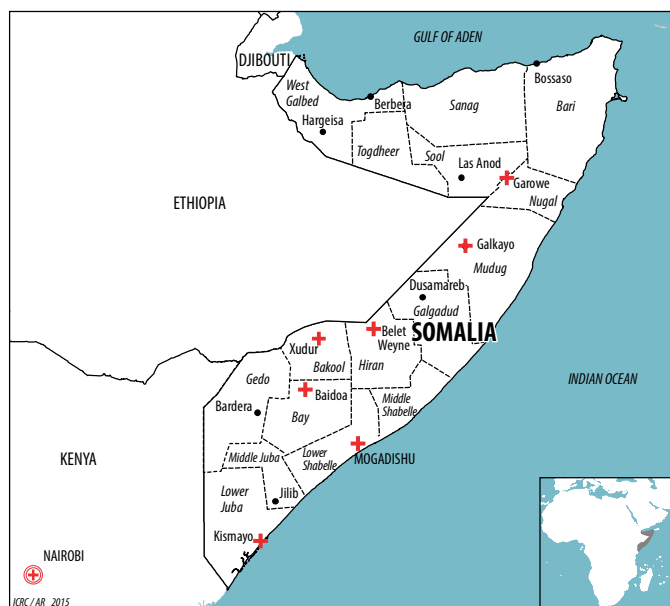 GULF OF ADEN
DJIBOUTI
Bossaso
West
Galbed
Berbera
Sanag
Bari
Hargeisa
Togdheer
Sool
Las Anod
Garowe
ETHIOPIA
Nugal
Galkayo
Mudug
Dusamareb
Galgadud
SOMALIA
Belet
Weyne
Xudur
Bakool
Hiran
Gedo
INDIAN OCEAN
Baidoa
Middle
Shabelle
Bardera
Bay
MOGADISHU
KENYA
Middle Juba
Lower
Shabelle
Lower
Juba
Jilib
Kismayo
NAIROBI
ICRC / AR 2015